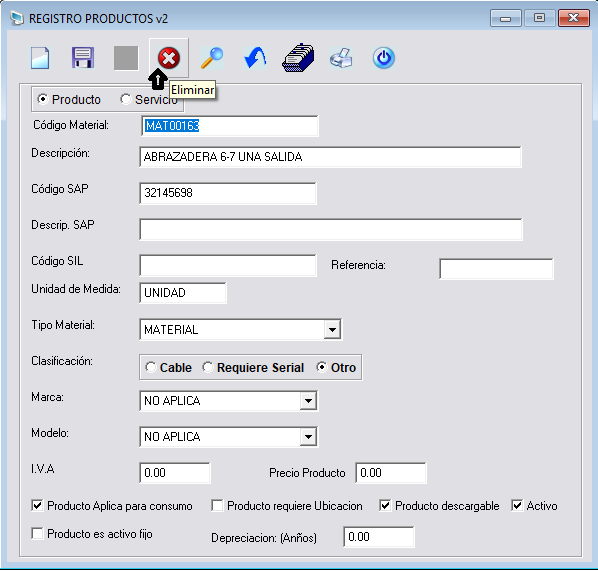 REGISTRO PRODUCTOS v2
Eliminar
Producto Servicio
Código Material: MAT00163
Descripción: ABRAZADERA 6-7 UNA SALIDA
Código SAP 32145698
Descrip. SAP
Código SIL Referencia:
Unidad de Medida: UNIDAD
Tipo Material: MATERIAL
Clasificación: Cable Requiere Serial Otro
Marca: NO APLICA
Modelo: NO APLICA
I.V.A 0.00 Precio Producto 0.00
Producto Aplica para consumo Producto requiere Ubicacion Producto descargable Activo
Producto es activo fijo Depreciacion: (Anños) 0.00